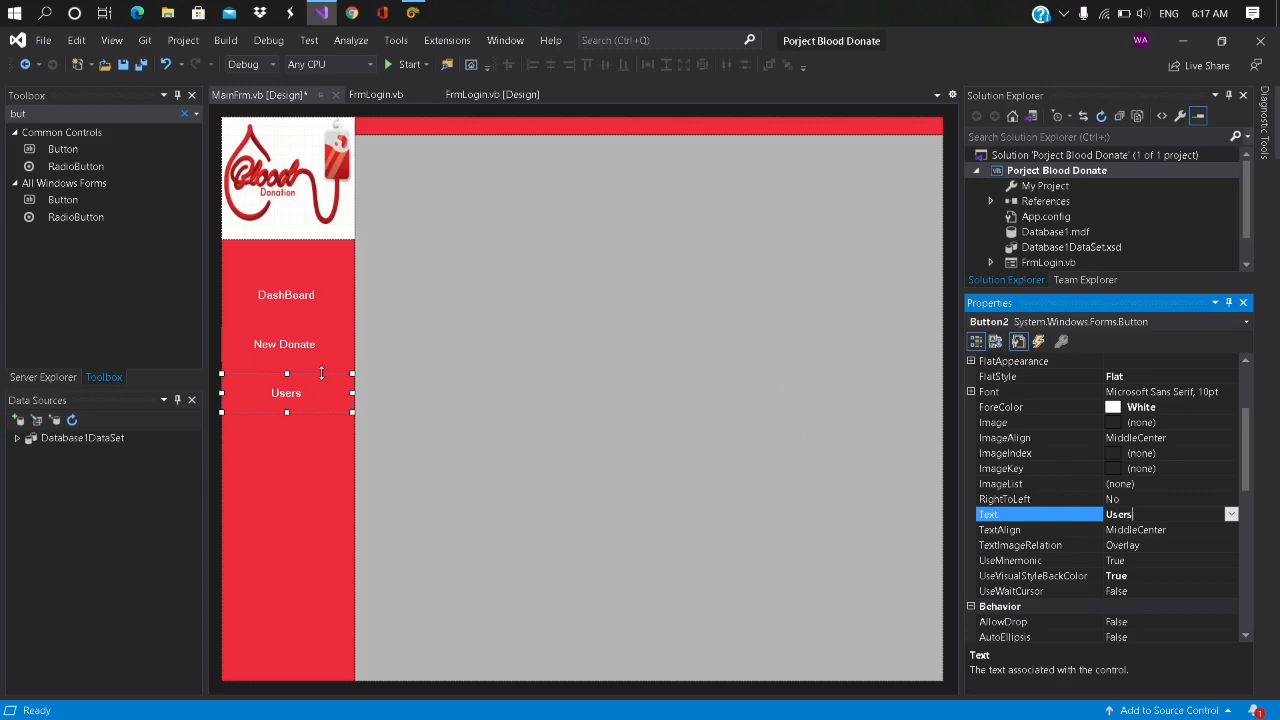 ENG 6:17 AM
File Edit View Git Project Build Debug Test Analyze Tools Extensions Window Help Search (Ctrl+Q) Porject Blood Donate WA
Debug Any CPU Start Live Share
Toolbox
but
Common Controls
Button
RadioButton
All Windows Forms
Button
RadioButton
Server Explorer Toolbox
Data Sources
Database1DataSet
MainFrm.vb [Design]* FrmLogin.vb FrmLogin.vb [Design]
Blood
Donation
DashBoard
New Donate
Users
Solution Explorer
Search Solution Explorer (Ctrl+;)
Solution 'Porject Blood Donate' (1 of 1 project)
VB Porject Blood Donate
My Project
References
App.config
Database1.mdf
Database1DataSet.xsd
FrmLogin.vb
Solution Explorer Team Explorer
Properties
Button2 System.Windows.Forms.Button
FlatAppearance
FlatStyle Flat
Font Microsoft Sans Serif, 10pt
ForeColor White
Image (none)
ImageAlign MiddleCenter
ImageIndex (none)
ImageKey (none)
ImageList (none)
RightToLeft No
Text Users
TextAlign MiddleCenter
TextImageRelation Overlay
UseMnemonic True
UseVisualStyleBackColor True
UseWaitCursor False
Behavior
AllowDrop False
AutoEllipsis False
Text
The text associated with the control.
Diagnostic Tools
Ready Add to Source Control 1